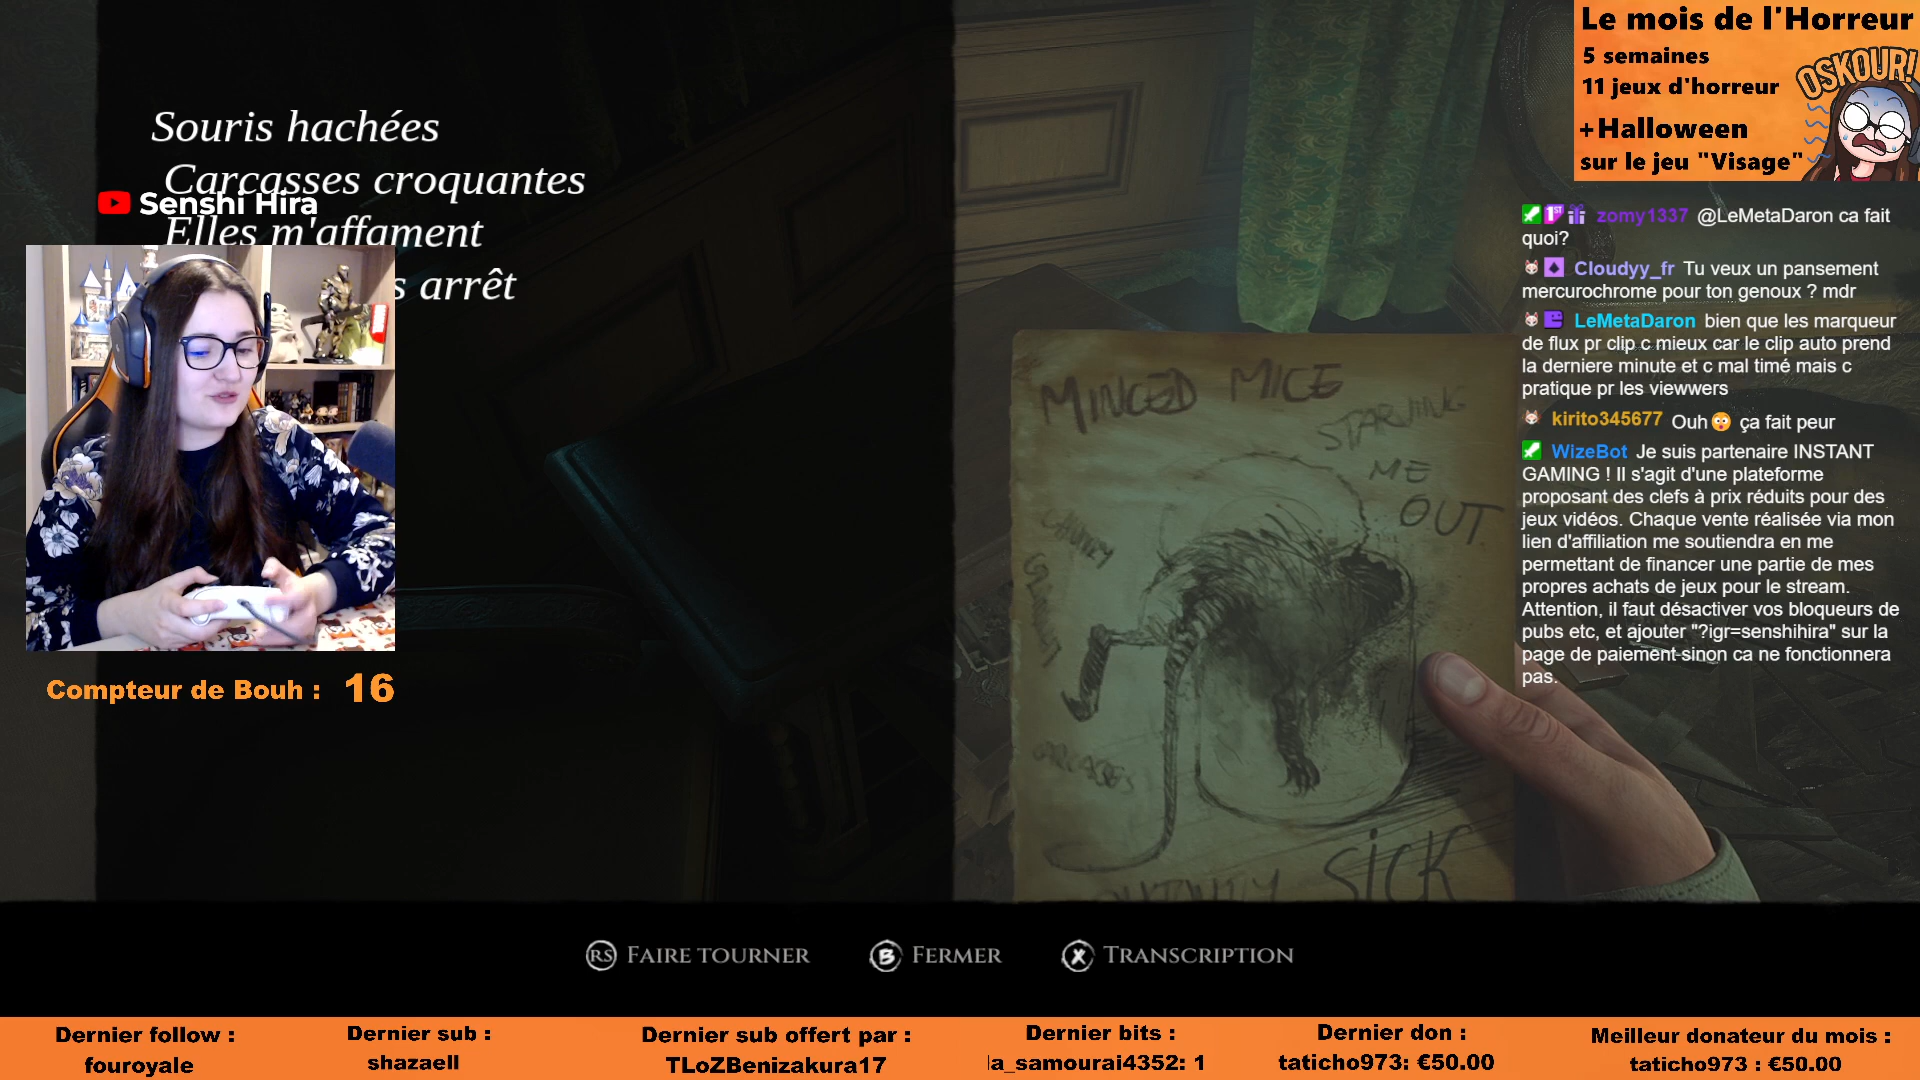 Souris hachées
Carcasses croquantes
Senshi Hira
Elles m'affament
s arrêt
Compteur de Bouh : 16
MINCED MICE
STARVING
ME
OUT
CARCASSES
SICK
RS FAIRE TOURNER
B FERMER
X TRANSCRIPTION
Le mois de l'Horreur
5 semaines
11 jeux d'horreur
OSKOUR!
+Halloween
sur le jeu "Visage"
zomy1337 @LeMetaDaron ca fait
quoi?
Cloudyy_fr Tu veux un pansement
mercurochrome pour ton genoux ? mdr
LeMetaDaron bien que les marqueur
de flux pr clip c mieux car le clip auto prend
la derniere minute et c mal timé mais c
pratique pr les viewwers
kirito345677 Ouh😳 ça fait peur
WizeBot Je suis partenaire INSTANT
GAMING ! Il s'agit d'une plateforme
proposant des clefs à prix réduits pour des
jeux vidéos. Chaque vente réalisée via mon
lien d'affiliation me soutiendra en me
permettant de financer une partie de mes
propres achats de jeux pour le stream.
Attention, il faut désactiver vos bloqueurs de
pubs etc, et ajouter "?igr=senshihira" sur la
page de paiement sinon ca ne fonctionnera
pas.
Dernier follow :
fouroyale
Dernier sub :
shazaell
Dernier sub offert par :
TLoZBenizakura17
Dernier bits :
la_samourai4352: 1
Dernier don :
taticho973: €50.00
Meilleur donateur du mois :
taticho973 : €50.00